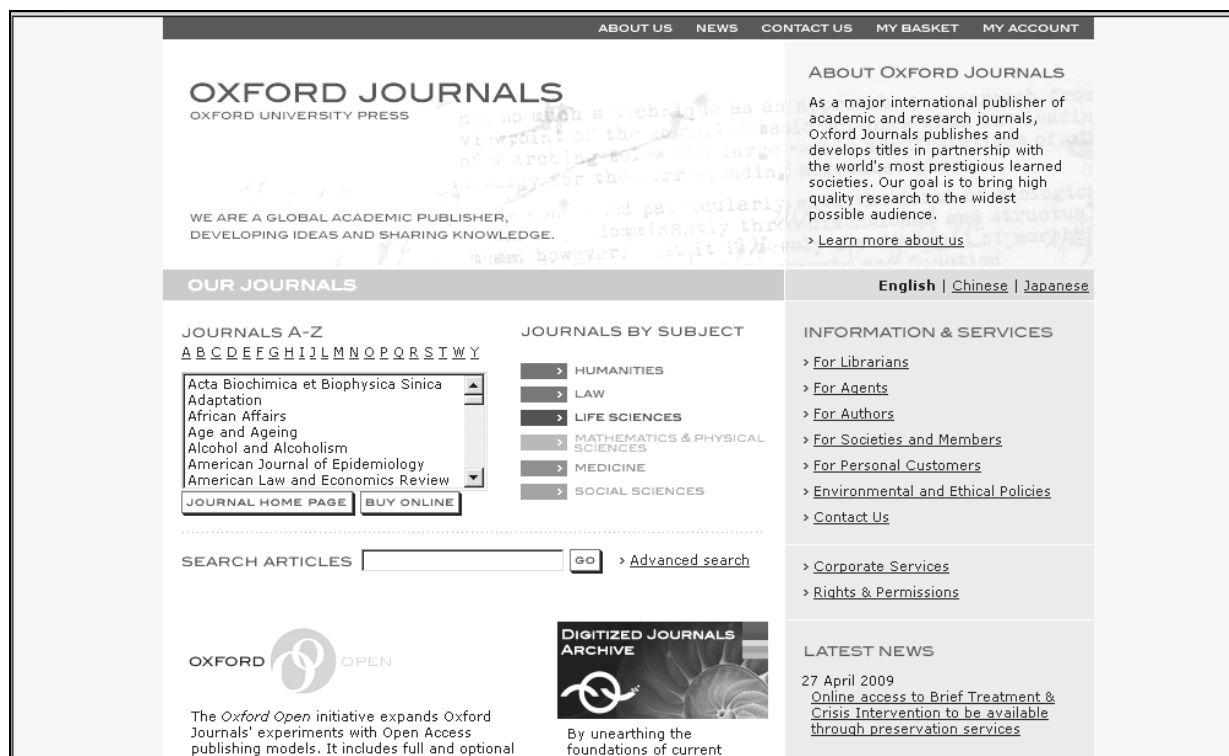 ABOUT US NEWS CONTACT US MY BASKET MY ACCOUNT
OXFORD JOURNALS
OXFORD UNIVERSITY PRESS
WE ARE A GLOBAL ACADEMIC PUBLISHER,
DEVELOPING IDEAS AND SHARING KNOWLEDGE.
ABOUT OXFORD JOURNALS
As a major international publisher of
academic and research journals,
Oxford Journals publishes and
develops titles in partnership with
the world's most prestigious learned
societies. Our goal is to bring high
quality research to the widest
possible audience.
> Learn more about us
OUR JOURNALS
English | Chinese | Japanese
JOURNALS A-Z
A B C D E F G H I J L M N O P Q R S T W Y
Acta Biochimica et Biophysica Sinica
Adaptation
African Affairs
Age and Ageing
Alcohol and Alcoholism
American Journal of Epidemiology
American Law and Economics Review
JOURNAL HOME PAGE BUY ONLINE
JOURNALS BY SUBJECT
> HUMANITIES
> LAW
> LIFE SCIENCES
> MATHEMATICS & PHYSICAL
SCIENCES
> MEDICINE
> SOCIAL SCIENCES
SEARCH ARTICLES GO > Advanced search
OXFORD OPEN
The Oxford Open initiative expands Oxford
Journals' experiments with Open Access
publishing models. It includes full and optional
DIGITIZED JOURNALS
ARCHIVE
By unearthing the
foundations of current
INFORMATION & SERVICES
> For Librarians
> For Agents
> For Authors
> For Societies and Members
> For Personal Customers
> Environmental and Ethical Policies
> Contact Us
> Corporate Services
> Rights & Permissions
LATEST NEWS
27 April 2009
Online access to Brief Treatment &
Crisis Intervention to be available
through preservation services